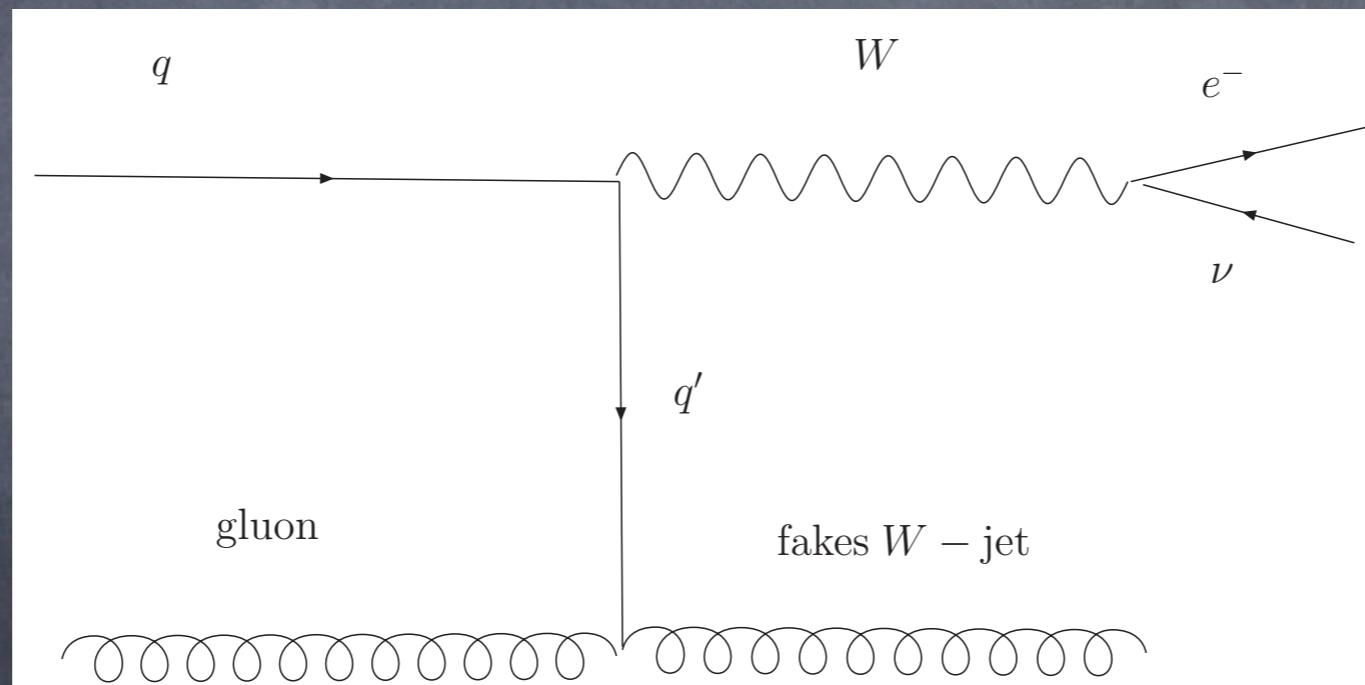 q
W
e⁻
ν
q′
gluon
fakes W – jet